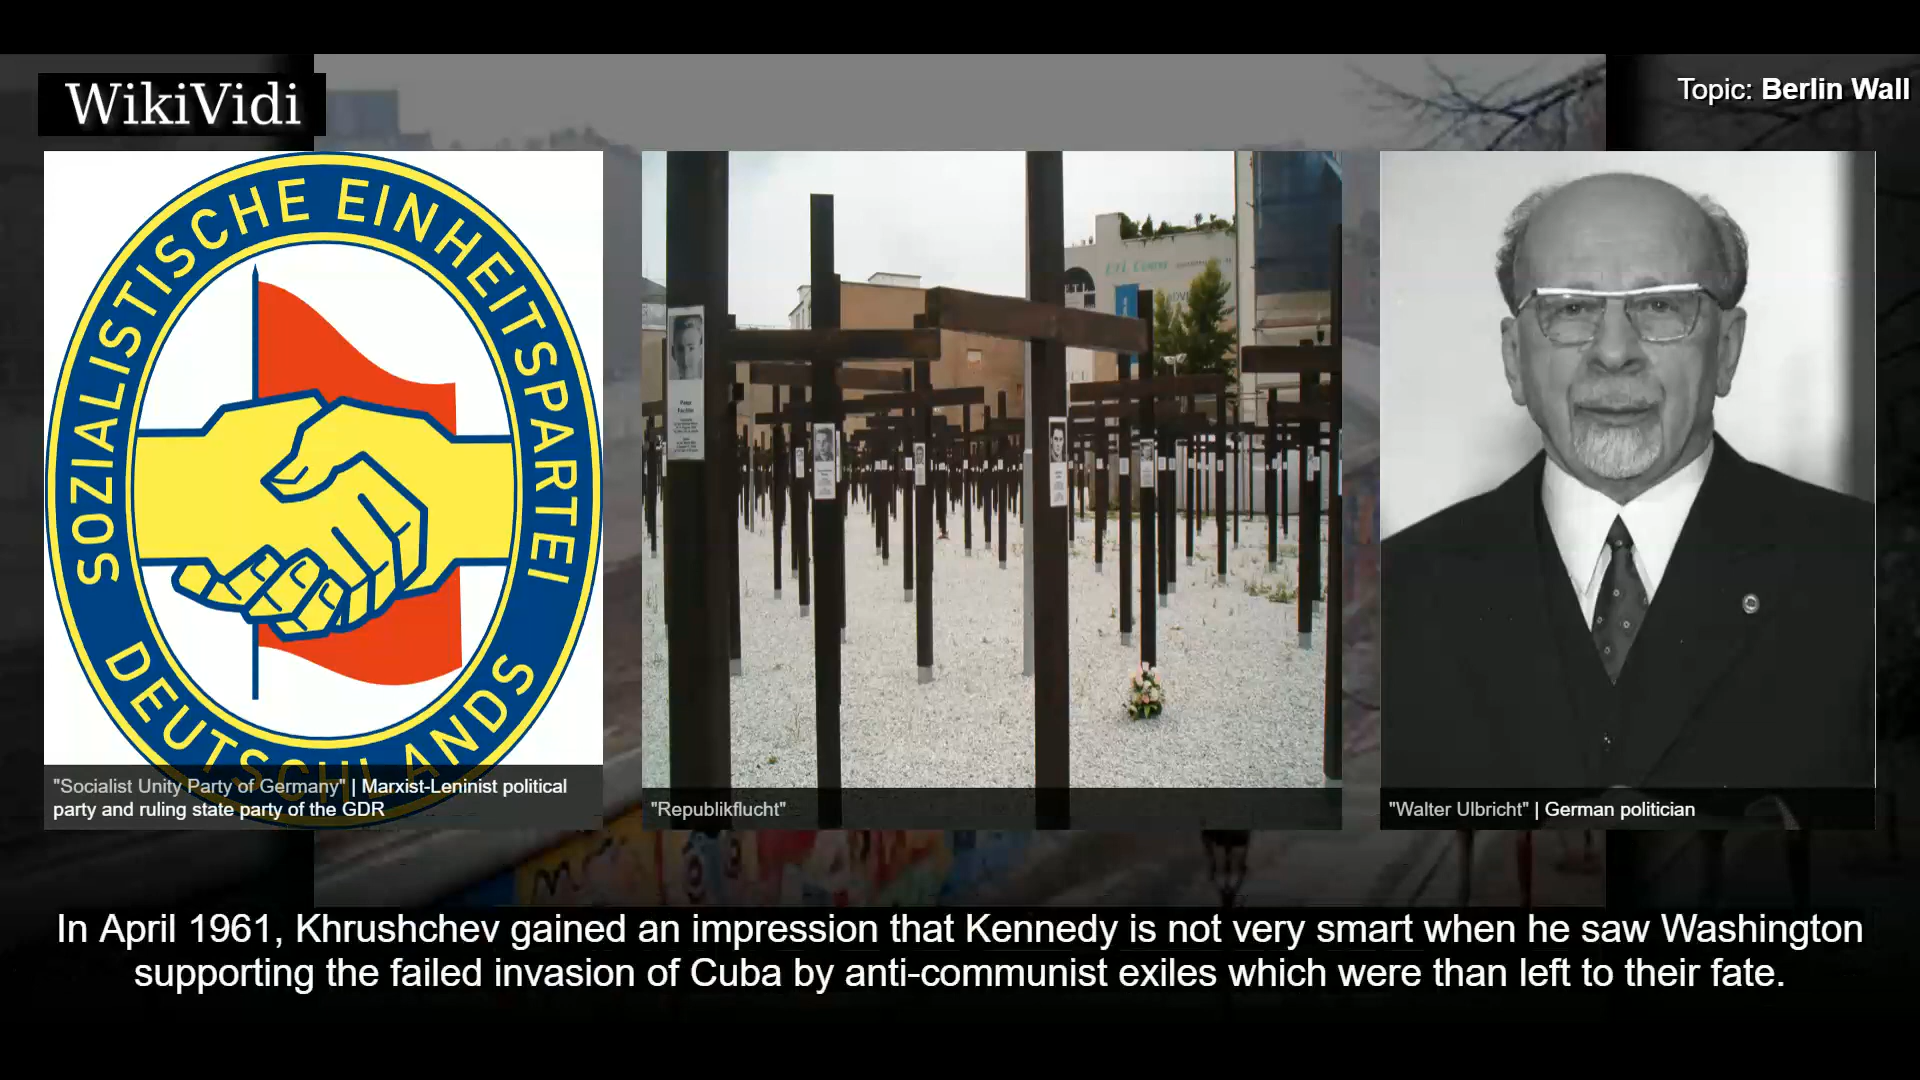 WikiVidi
Topic: Berlin Wall
SOZIALISTISCHE EINHEITSPARTEI
DEUTSCHLANDS
"Socialist Unity Party of Germany" | Marxist-Leninist political
party and ruling state party of the GDR
"Republikflucht"
"Walter Ulbricht" | German politician
In April 1961, Khrushchev gained an impression that Kennedy is not very smart when he saw Washington
supporting the failed invasion of Cuba by anti-communist exiles which were than left to their fate.